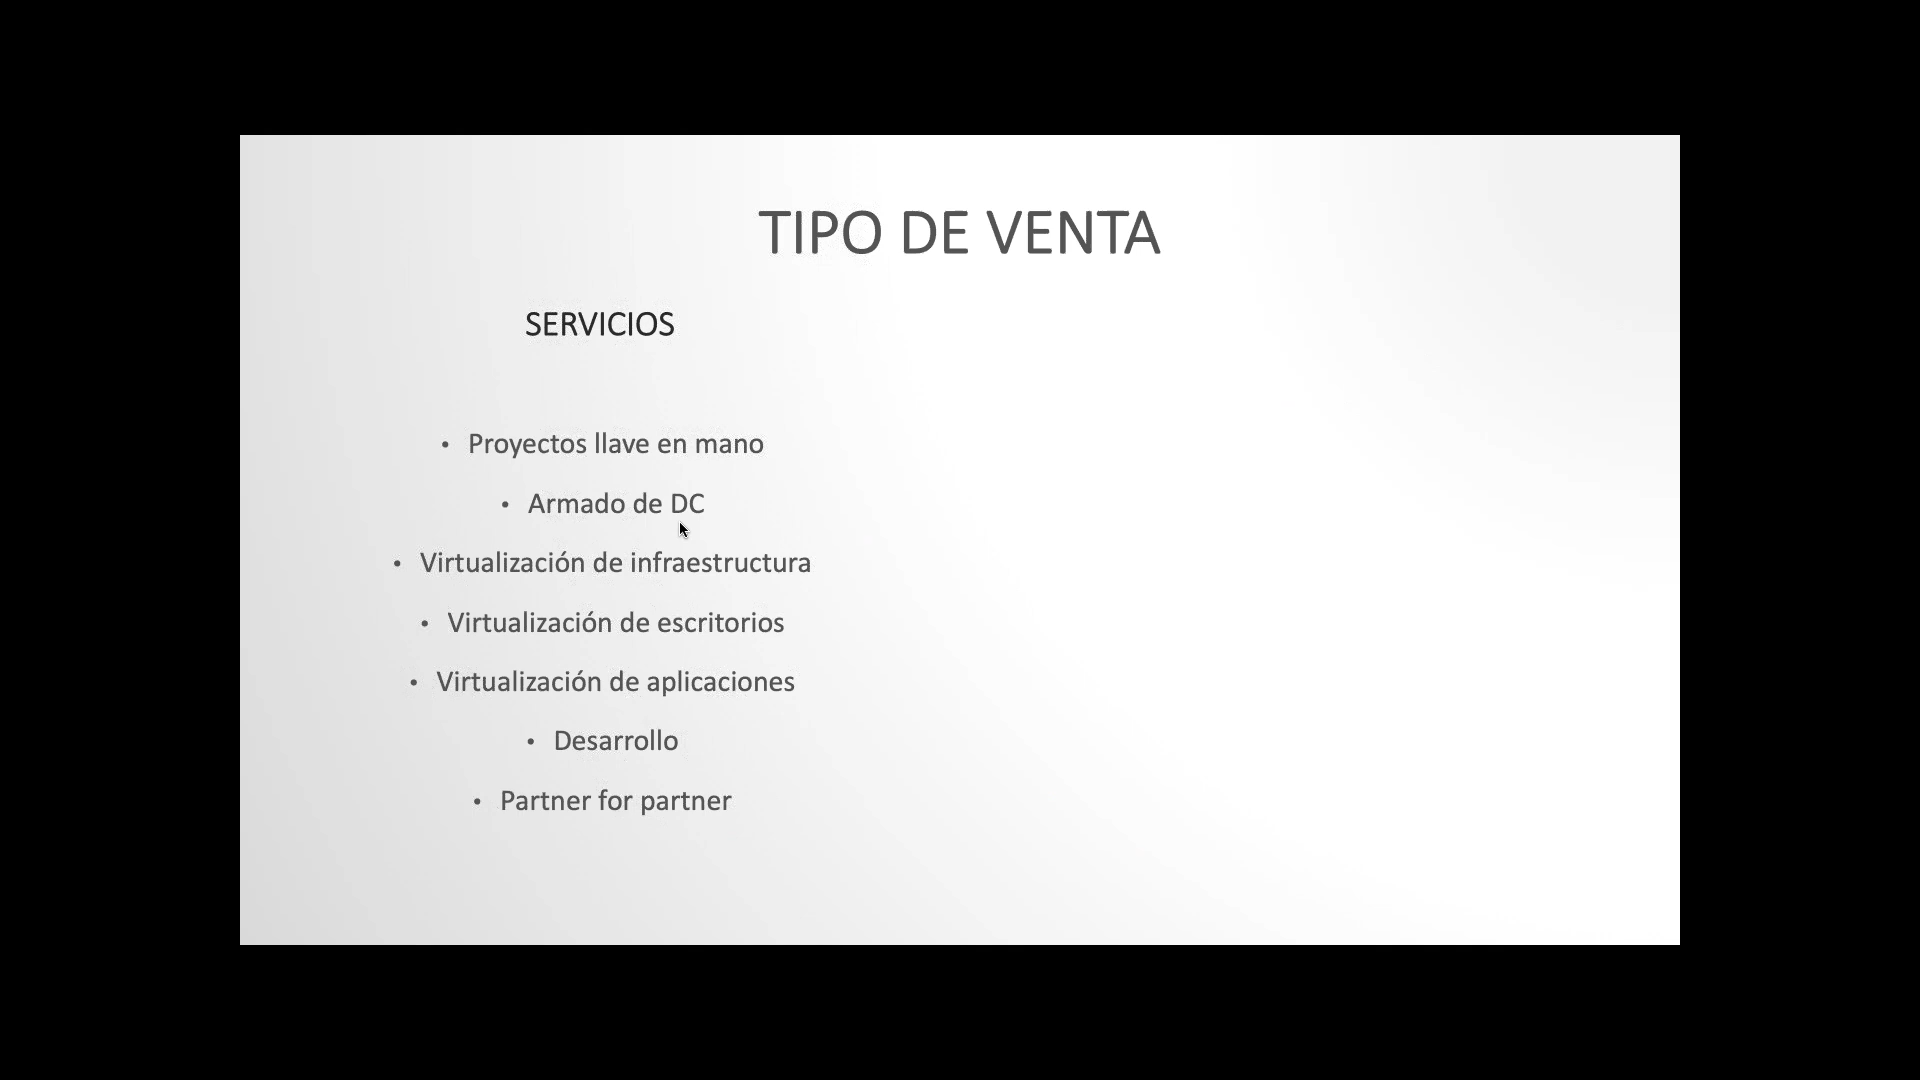 TIPO DE VENTA
SERVICIOS
• Proyectos llave en mano
• Armado de DC
• Virtualización de infraestructura
• Virtualización de escritorios
• Virtualización de aplicaciones
• Desarrollo
• Partner for partner